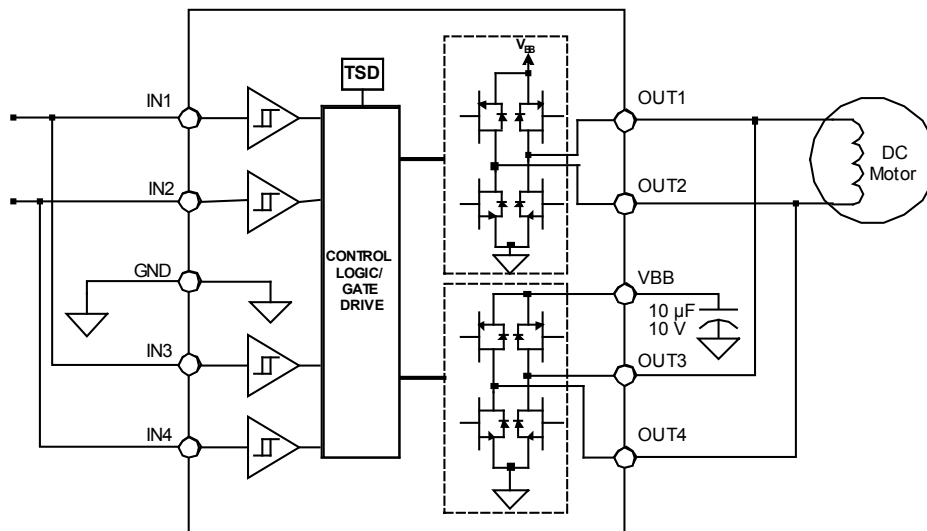 V_BB
TSD
IN1
OUT1
DC
Motor
IN2
OUT2
CONTROL
LOGIC/
GATE
DRIVE
GND
VBB
10 µF
10 V
IN3
OUT3
IN4
OUT4